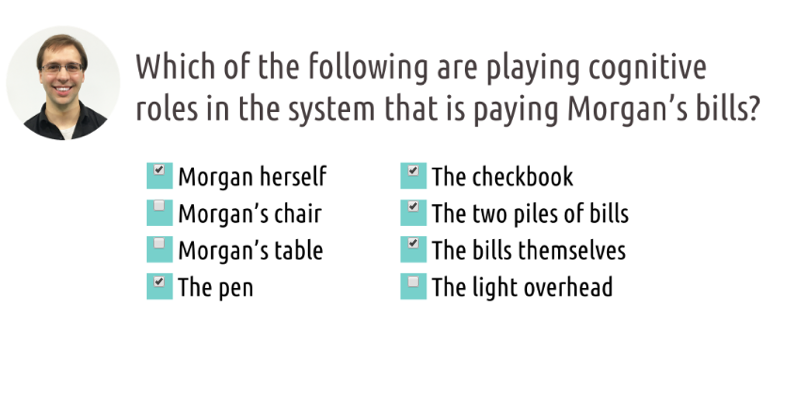 Which of the following are playing cognitive
roles in the system that is paying Morgan’s bills?
Morgan herself
Morgan’s chair
Morgan’s table
The pen
The checkbook
The two piles of bills
The bills themselves
The light overhead